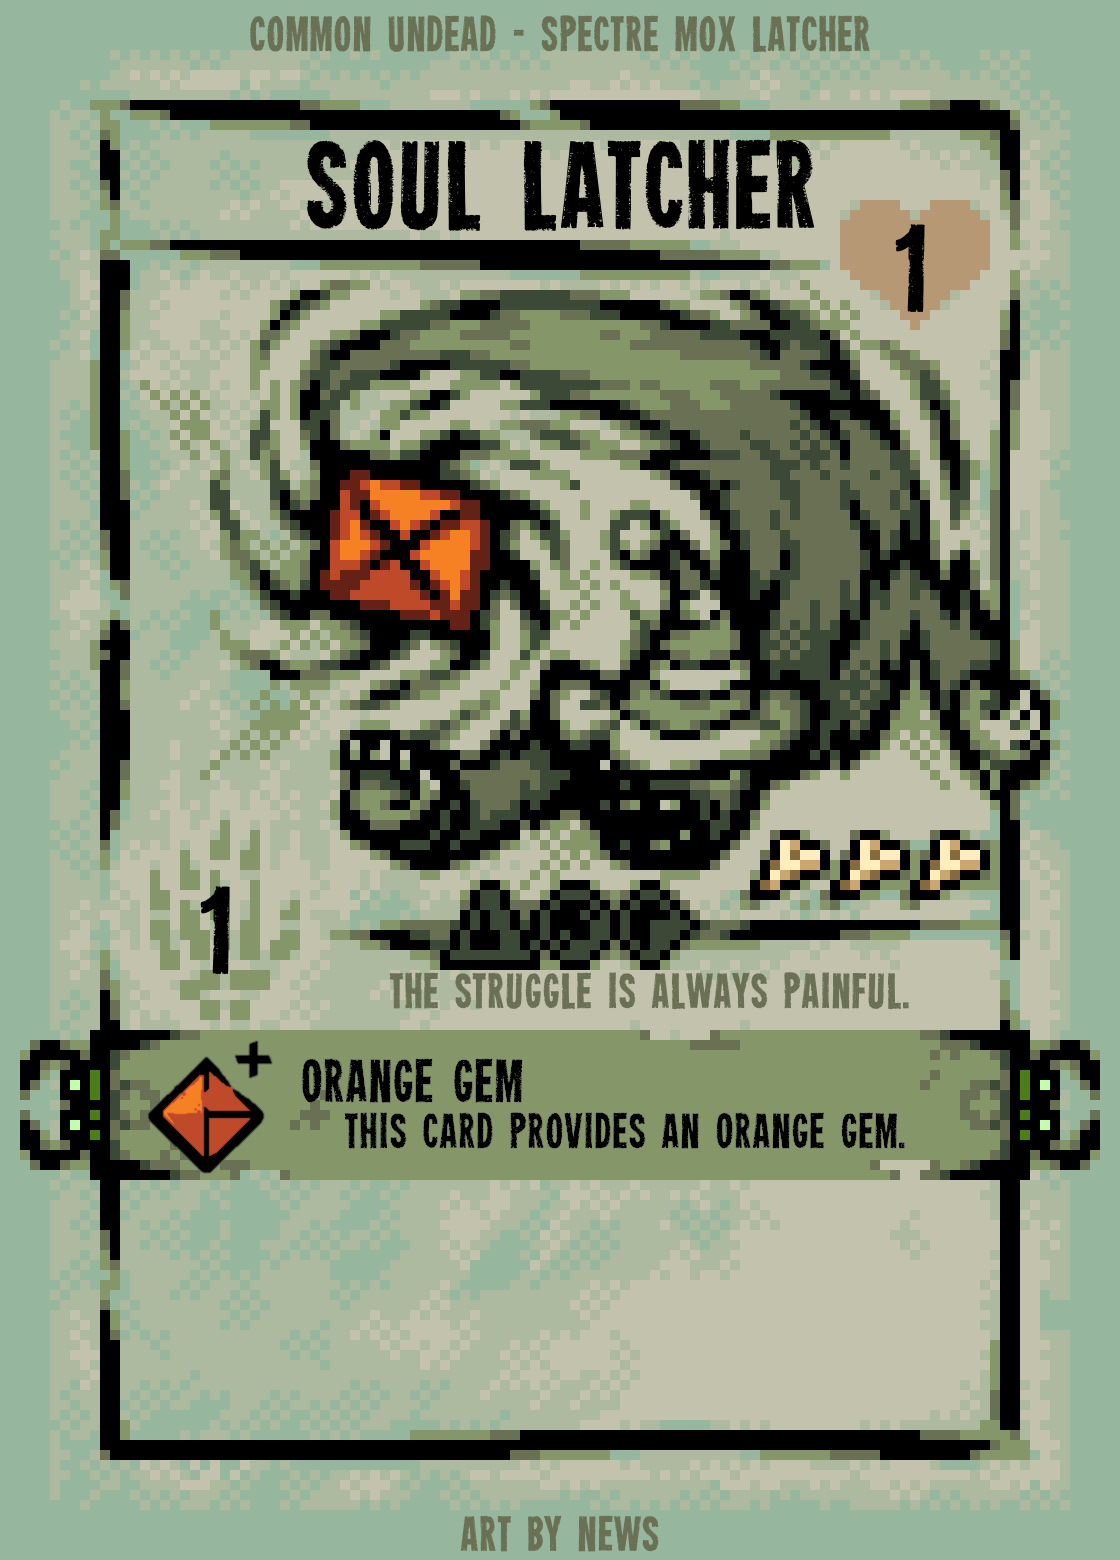 COMMON UNDEAD - SPECTRE MOX LATCHER
SOUL LATCHER
1
1
THE STRUGGLE IS ALWAYS PAINFUL.
ORANGE GEM
THIS CARD PROVIDES AN ORANGE GEM.
ART BY NEWS